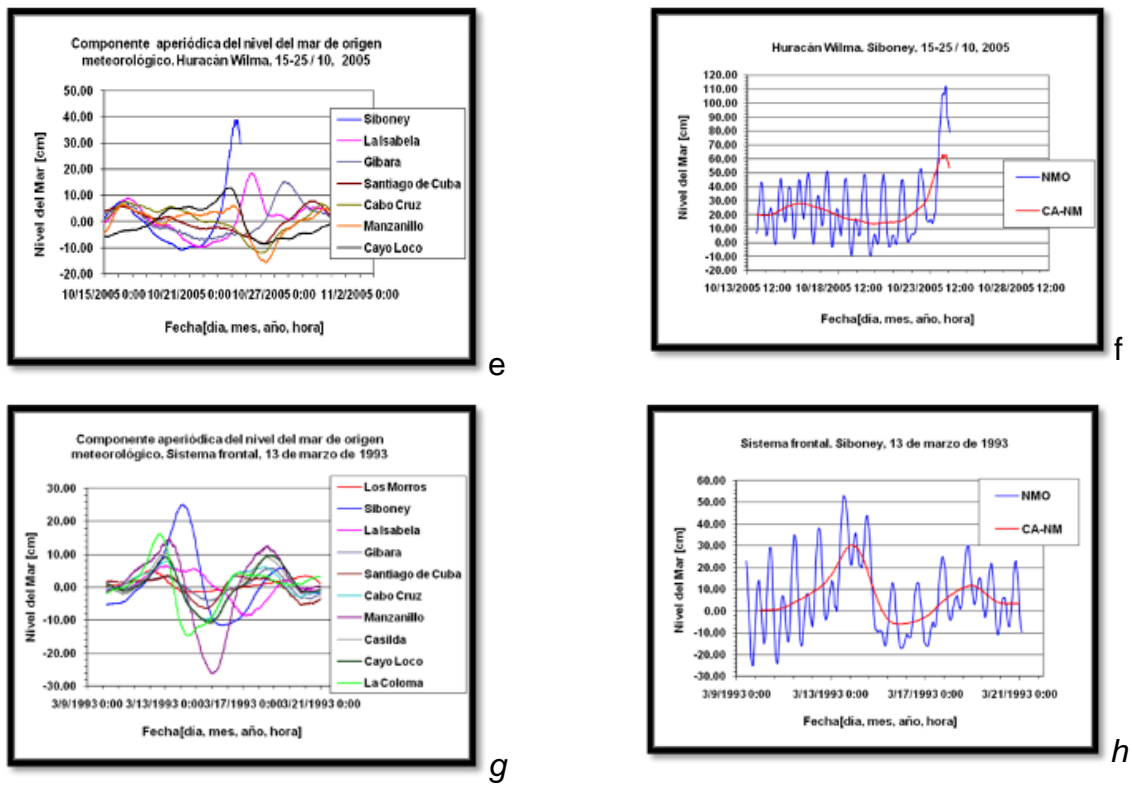 Componente aperiódica del nivel del mar de origen
meteorológico. Huracán Wilma, 15-25 / 10, 2005
50.00
40.00
30.00
20.00
10.00
0.00
-10.00
-20.00
Nivel del Mar [cm]
10/15/2005 0:00 10/21/2005 0:00 10/27/2005 0:00 11/2/2005 0:00
Fecha[día, mes, año, hora]
Siboney
La Isabela
Gibara
Santiago de Cuba
Cabo Cruz
Manzanillo
Cayo Loco
e
Huracán Wilma. Siboney, 15-25 / 10, 2005
120.00
110.00
100.00
90.00
80.00
70.00
60.00
50.00
40.00
30.00
20.00
10.00
0.00
-10.00
-20.00
Nivel del Mar [cm]
10/13/2005 12:00 10/18/2005 12:00 10/23/2005 12:00 10/28/2005 12:00
Fecha[día, mes, año, hora]
NMO
CA-NM
f
Componente aperiódica del nivel del mar de origen
meteorológico. Sistema frontal, 13 de marzo de 1993
30.00
20.00
10.00
0.00
-10.00
-20.00
-30.00
Nivel del Mar [cm]
3/9/1993 0:00 3/13/1993 0:00 3/17/1993 0:00 3/21/1993 0:00
Fecha[día, mes, año, hora]
Los Morros
Siboney
La Isabela
Gibara
Santiago de Cuba
Cabo Cruz
Manzanillo
Casilda
Cayo Loco
La Coloma
g
Sistema frontal. Siboney, 13 de marzo de 1993
60.00
50.00
40.00
30.00
20.00
10.00
0.00
-10.00
-20.00
-30.00
Nivel del Mar [cm]
3/9/1993 0:00 3/13/1993 0:00 3/17/1993 0:00 3/21/1993 0:00
Fecha[día, mes, año, hora]
NMO
CA-NM
h